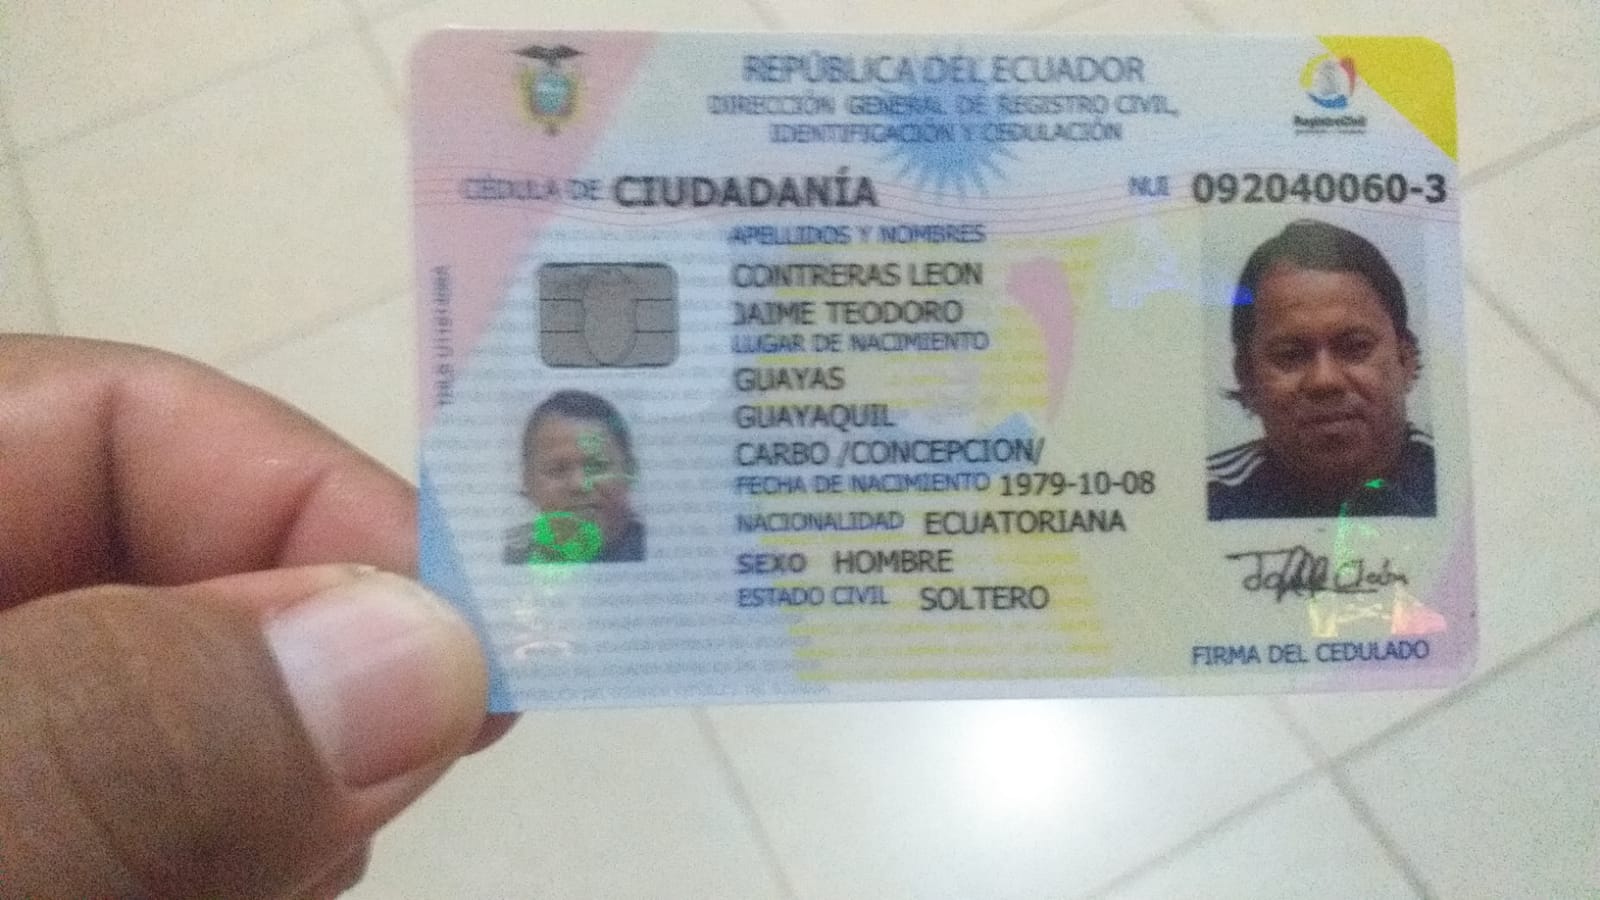 REPÚBLICA DEL ECUADOR
DIRECCIÓN GENERAL DE REGISTRO CIVIL,
IDENTIFICACIÓN Y CEDULACIÓN
RegistroCivil
CÉDULA DE CIUDADANÍA
NUI 092040060-3
APELLIDOS Y NOMBRES
CONTRERAS LEON
JAIME TEODORO
LUGAR DE NACIMIENTO
GUAYAS
GUAYAQUIL
CARBO /CONCEPCION/
FECHA DE NACIMIENTO 1979-10-08
NACIONALIDAD ECUATORIANA
SEXO HOMBRE
ESTADO CIVIL SOLTERO
FIRMA DEL CEDULADO